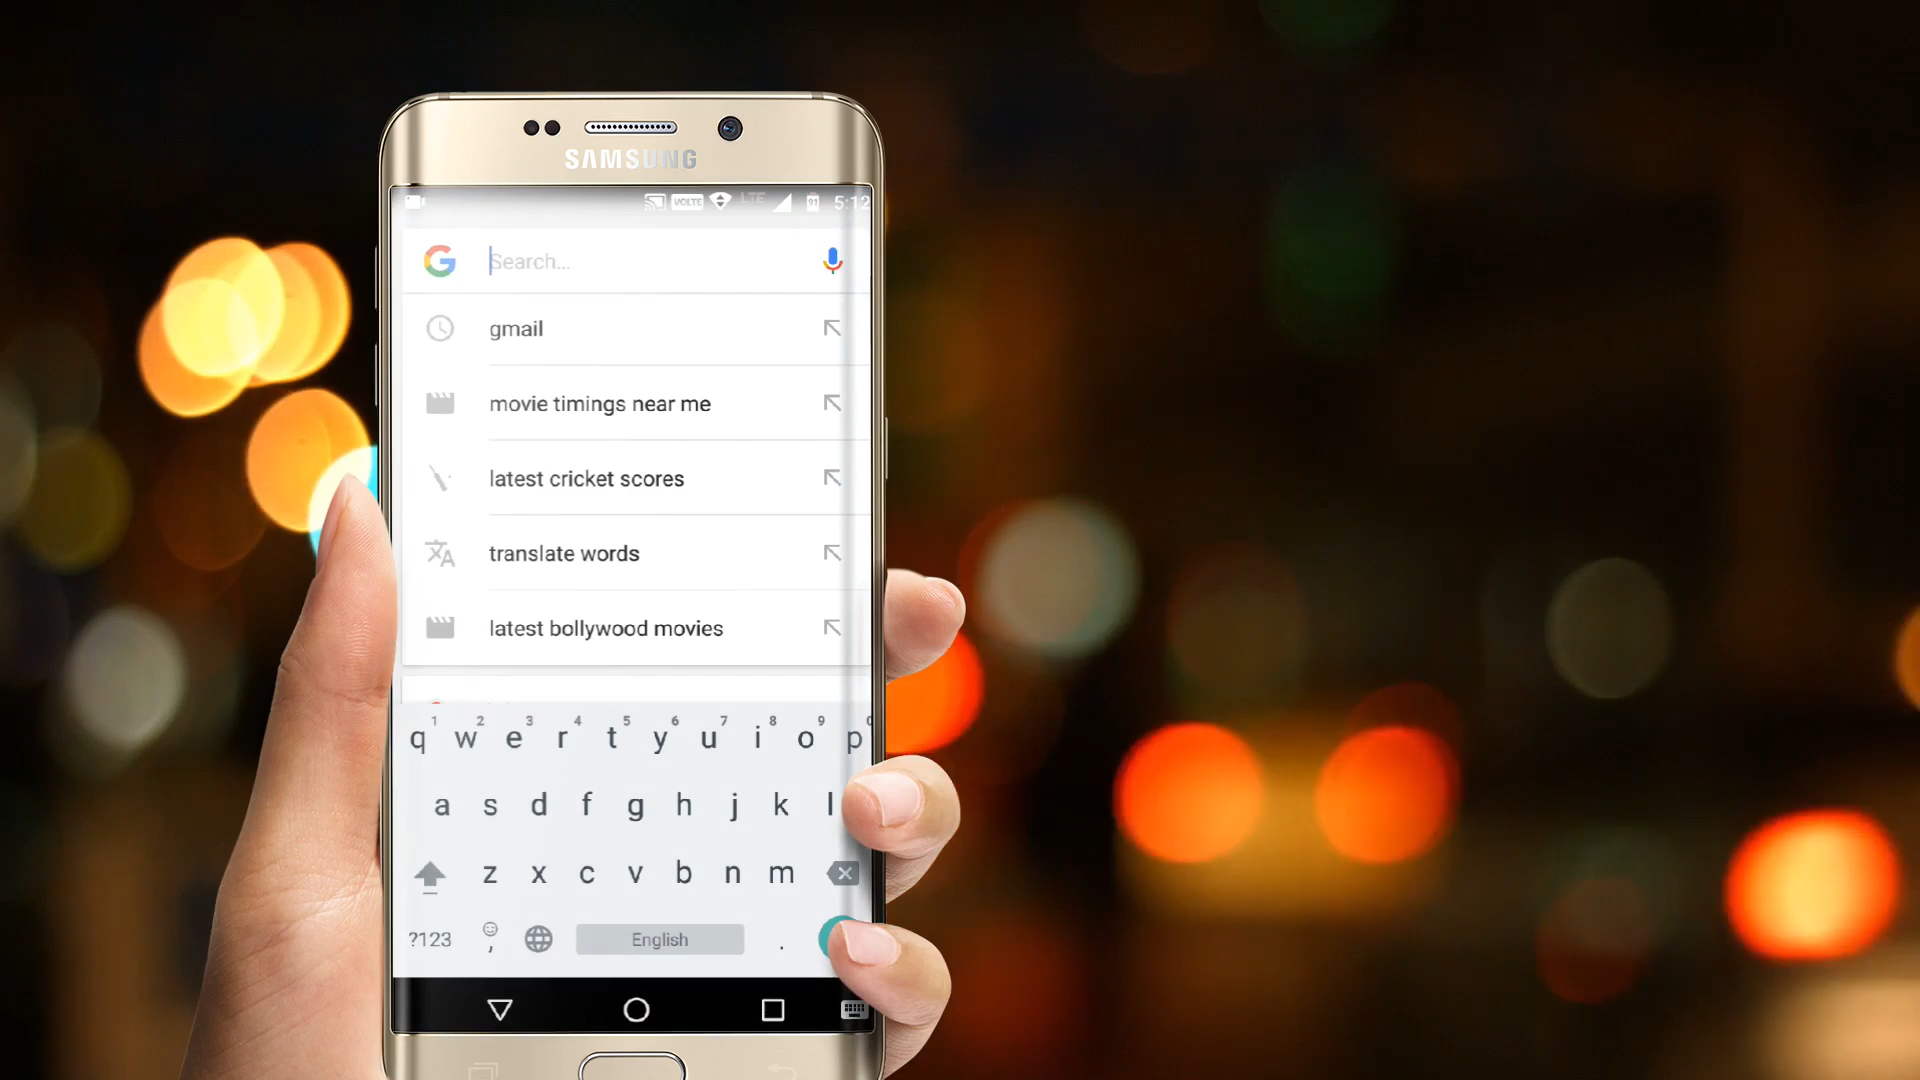 SAMSUNG
VOLTE LTE 91 5:12
Search...
gmail
movie timings near me
latest cricket scores
translate words
latest bollywood movies
1 2 3 4 5 6 7 8 9 0
q w e r t y u i o p
a s d f g h j k l
z x c v b n m
?123 , English .